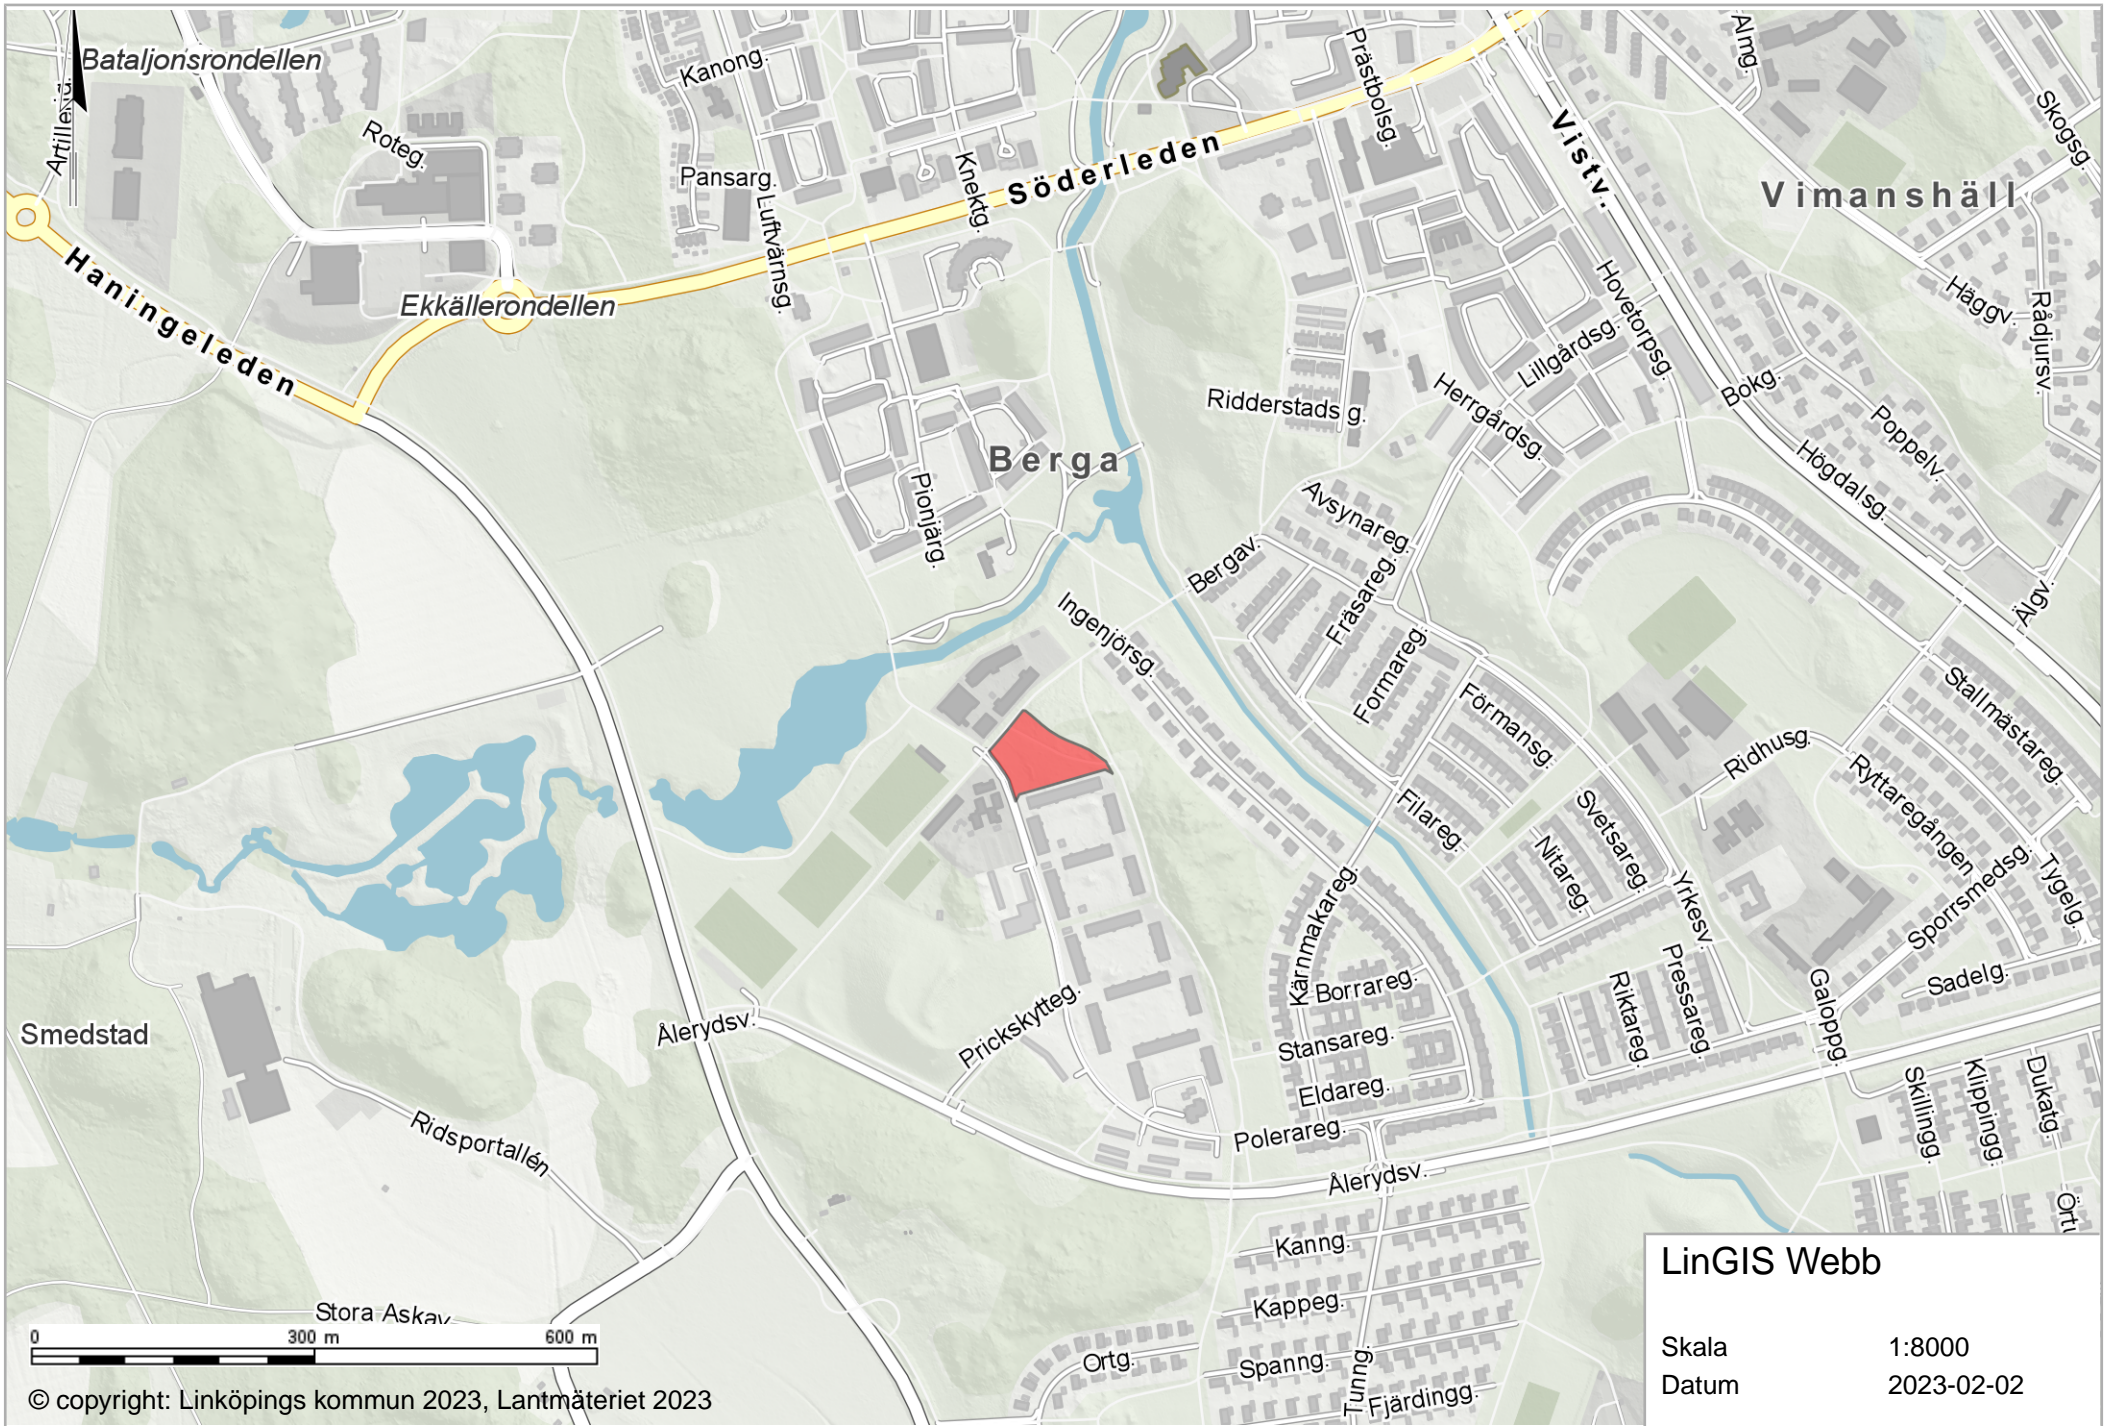 Bataljonsrondellen
Kanong.
Prästbolsg.
Almg.
Skogsg.
Roteg.
Pansarg.
Luftvärnsg.
Knektg.
Söderleden
Vistv.
Vimanshäll
Haningeleden
Ekkällerondellen
Häggv.
Rådjursv.
Hovetorpsg.
Lillgårdsg.
Herrgårdsg.
Ridderstads g.
Bokg.
Poppelv.
Högdalsg.
Berga
Pionjärg.
Avsynareg.
Fräsareg.
Bergav.
Älgv.
Ingenjörsg.
Formareg.
Förmansg.
Stallmästareg.
Ridhusg.
Ryttaregången
Filareg.
Svetsareg.
Nitareg.
Yrkesv.
Tygelg.
Sporrsmedsg.
Kärnmakareg.
Borrareg.
Stansareg.
Eldareg.
Polerareg.
Pressareg.
Riktareg.
Galoppg.
Sadelg.
Skillingg.
Klippingg.
Dukatg.
Örtu
Smedstad
Ålerydsv.
Prickskytteg.
Ridsportallén
Ålerydsv.
Kanng.
Kappeg.
Spanng.
Tunng.
Fjärdingg.
Ortg.
Stora Askav
0 300 m 600 m
© copyright: Linköpings kommun 2023, Lantmäteriet 2023
LinGIS Webb
Skala 1:8000
Datum 2023-02-02